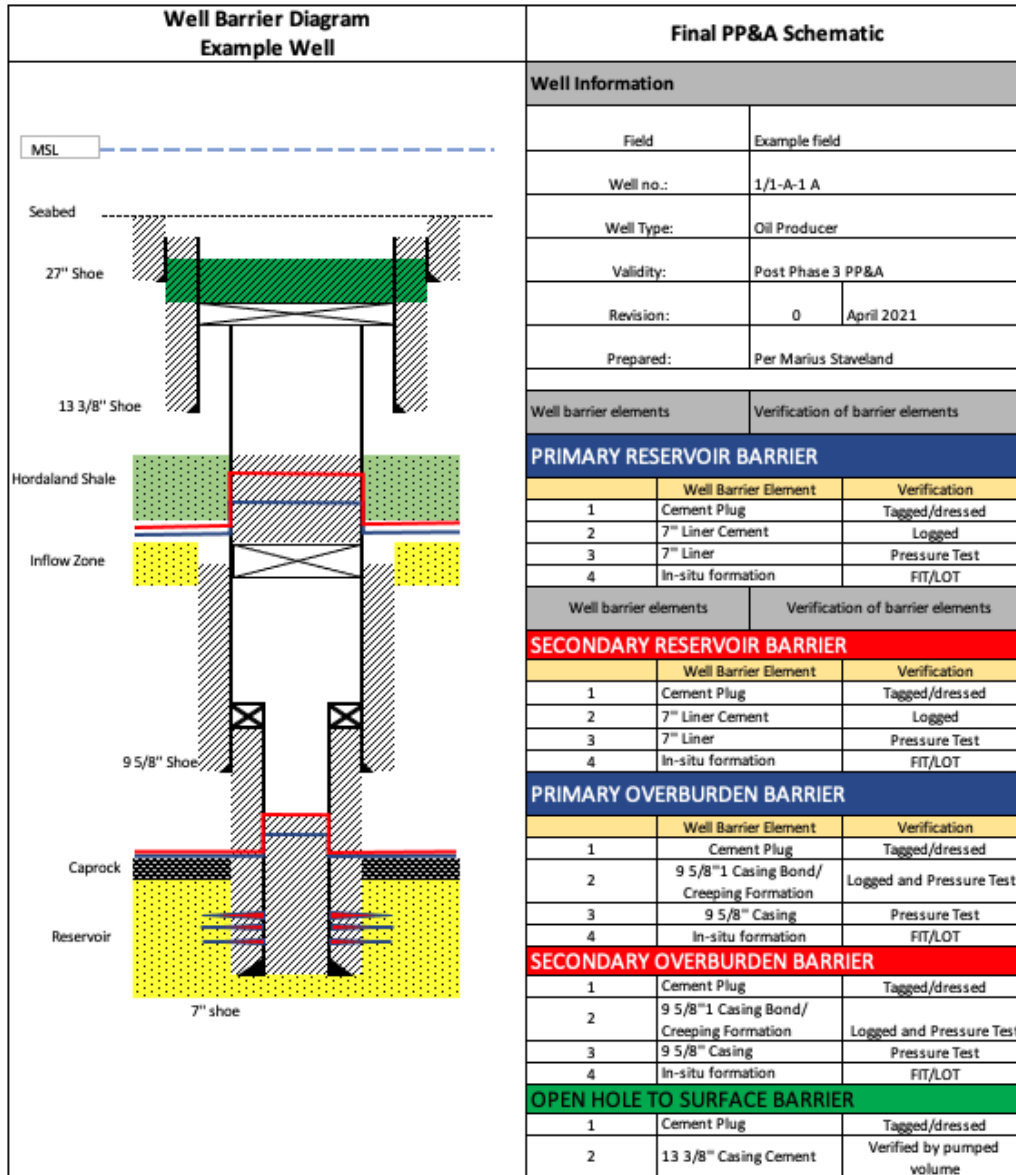 Well Barrier Diagram
Example Well
MSL
Seabed
27" Shoe
13 3/8" Shoe
Hordaland Shale
Inflow Zone
9 5/8" Shoe
Caprock
Reservoir
7" shoe
Final PP&A Schematic
Well Information
Field Example field
Well no.: 1/1-A-1 A
Well Type: Oil Producer
Validity: Post Phase 3 PP&A
Revision: 0 April 2021
Prepared: Per Marius Staveland
Well barrier elements Verification of barrier elements
PRIMARY RESERVOIR BARRIER
Well Barrier Element Verification
1 Cement Plug Tagged/dressed
2 7" Liner Cement Logged
3 7" Liner Pressure Test
4 In-situ formation FIT/LOT
Well barrier elements Verification of barrier elements
SECONDARY RESERVOIR BARRIER
Well Barrier Element Verification
1 Cement Plug Tagged/dressed
2 7" Liner Cement Logged
3 7" Liner Pressure Test
4 In-situ formation FIT/LOT
PRIMARY OVERBURDEN BARRIER
Well Barrier Element Verification
1 Cement Plug Tagged/dressed
2 9 5/8"1 Casing Bond/
Creeping Formation Logged and Pressure Test
3 9 5/8" Casing Pressure Test
4 In-situ formation FIT/LOT
SECONDARY OVERBURDEN BARRIER
1 Cement Plug Tagged/dressed
2 9 5/8"1 Casing Bond/
Creeping Formation Logged and Pressure Test
3 9 5/8" Casing Pressure Test
4 In-situ formation FIT/LOT
OPEN HOLE TO SURFACE BARRIER
1 Cement Plug Tagged/dressed
2 13 3/8" Casing Cement Verified by pumped
volume